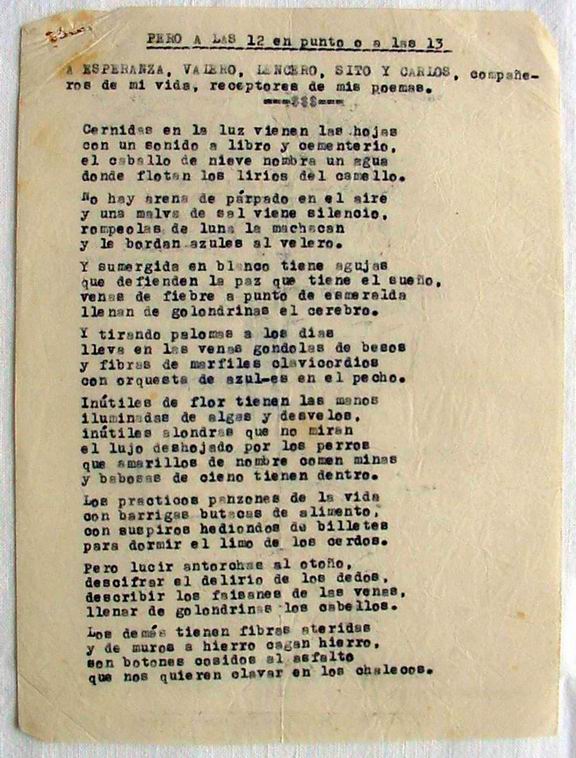 PERO A LAS 12 en punto o a las 13
A ESPERANZA, VALERO, LENCERO, SITO Y CARLOS, compañe-
ros de mi vida, receptores de mis poemas.
===$$$===
Cernidas en la luz vienen las hojas
con un sonido a libro y cementerio,
el caballo de nieve nombra un agua
donde flotan los lirios del camello.
No hay arena de párpado en el aire
y una malva de sal viene silencio,
rompeolas de luna la machacan
y le bordan azules al velero.
Y sumergida en blanco tiene agujas
que defienden la paz que tiene el sueño,
venas de fiebre a punto de esmeralda
llenan de golondrinas el cerebro.
Y tirando palomas a los dias
lleva en las venas gondolas de besos
y fibras de marfiles clavicordios
con orquesta de azul-es en el pecho.
Inútiles de flor tienen las manos
iluminadas de algas y desvelos,
inútiles alondras que no miran
el lujo deshojado por los perros
que amarillos de nombre comen minas
y babosas de cieno tienen dentro.
Los practicos panzones de la vida
con barrigas butacas de alimento,
con suspiros hediondos de billetes
para dormir el limo de los cerdos.
Pero lucir antorchas al otoño,
descifrar el delirio de los dedos,
describir los faisanes de las venas,
llenar de golondrinas los cabellos.
Los demás tienen fibras ateridas
y de muros a hierro cagan hierro,
son botones cosidos al asfalto
que nos quieren clavar en los chalecos.